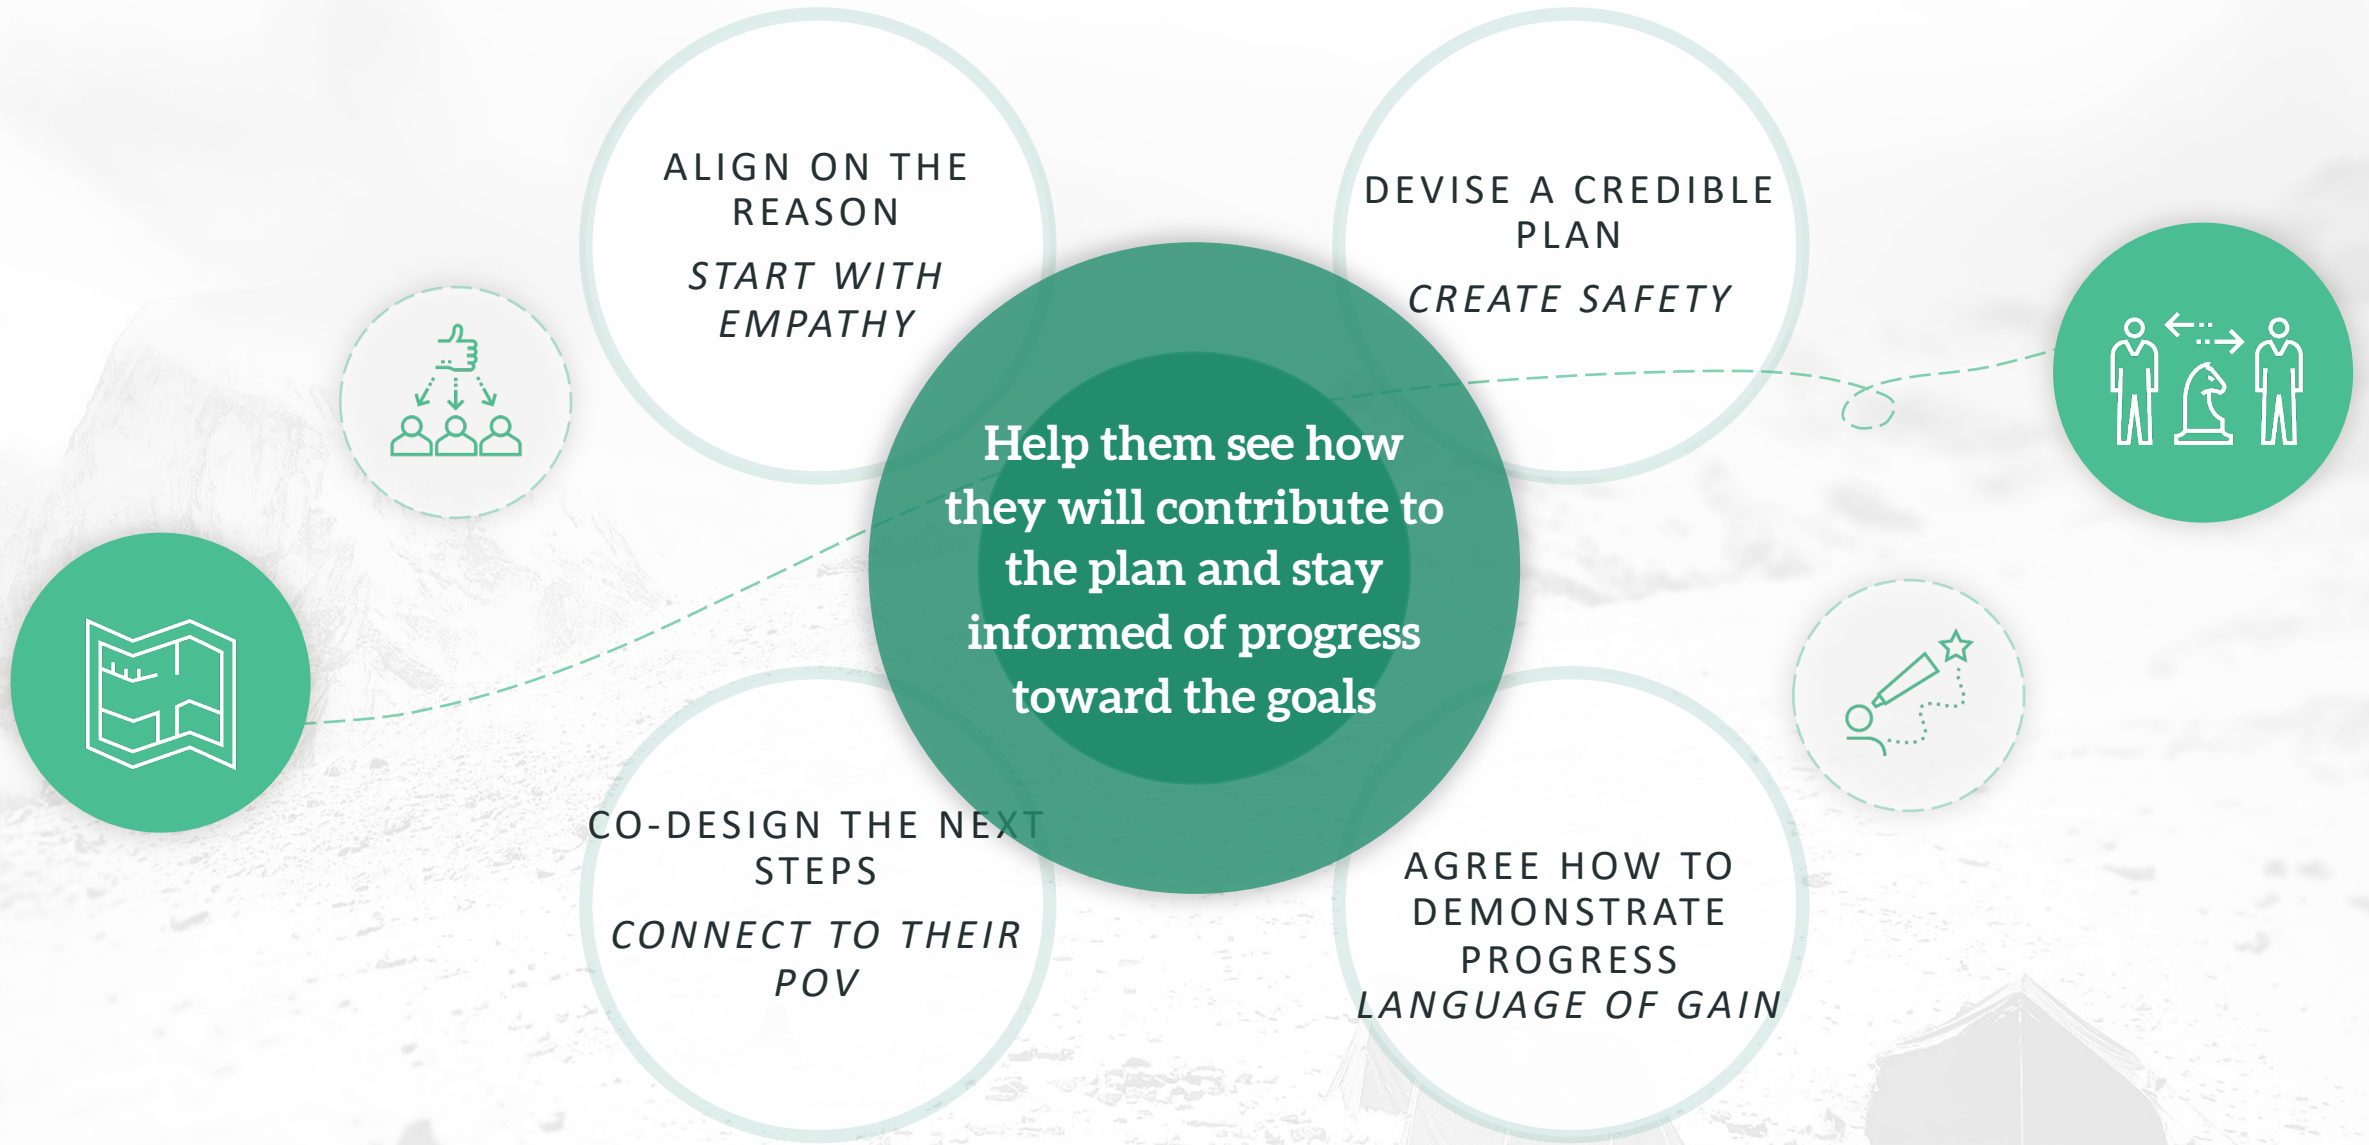 ALIGN ON THE
REASON
START WITH
EMPATHY
DEVISE A CREDIBLE
PLAN
CREATE SAFETY
Help them see how
they will contribute to
the plan and stay
informed of progress
toward the goals
CO-DESIGN THE NEXT
STEPS
CONNECT TO THEIR
POV
AGREE HOW TO
DEMONSTRATE
PROGRESS
LANGUAGE OF GAIN